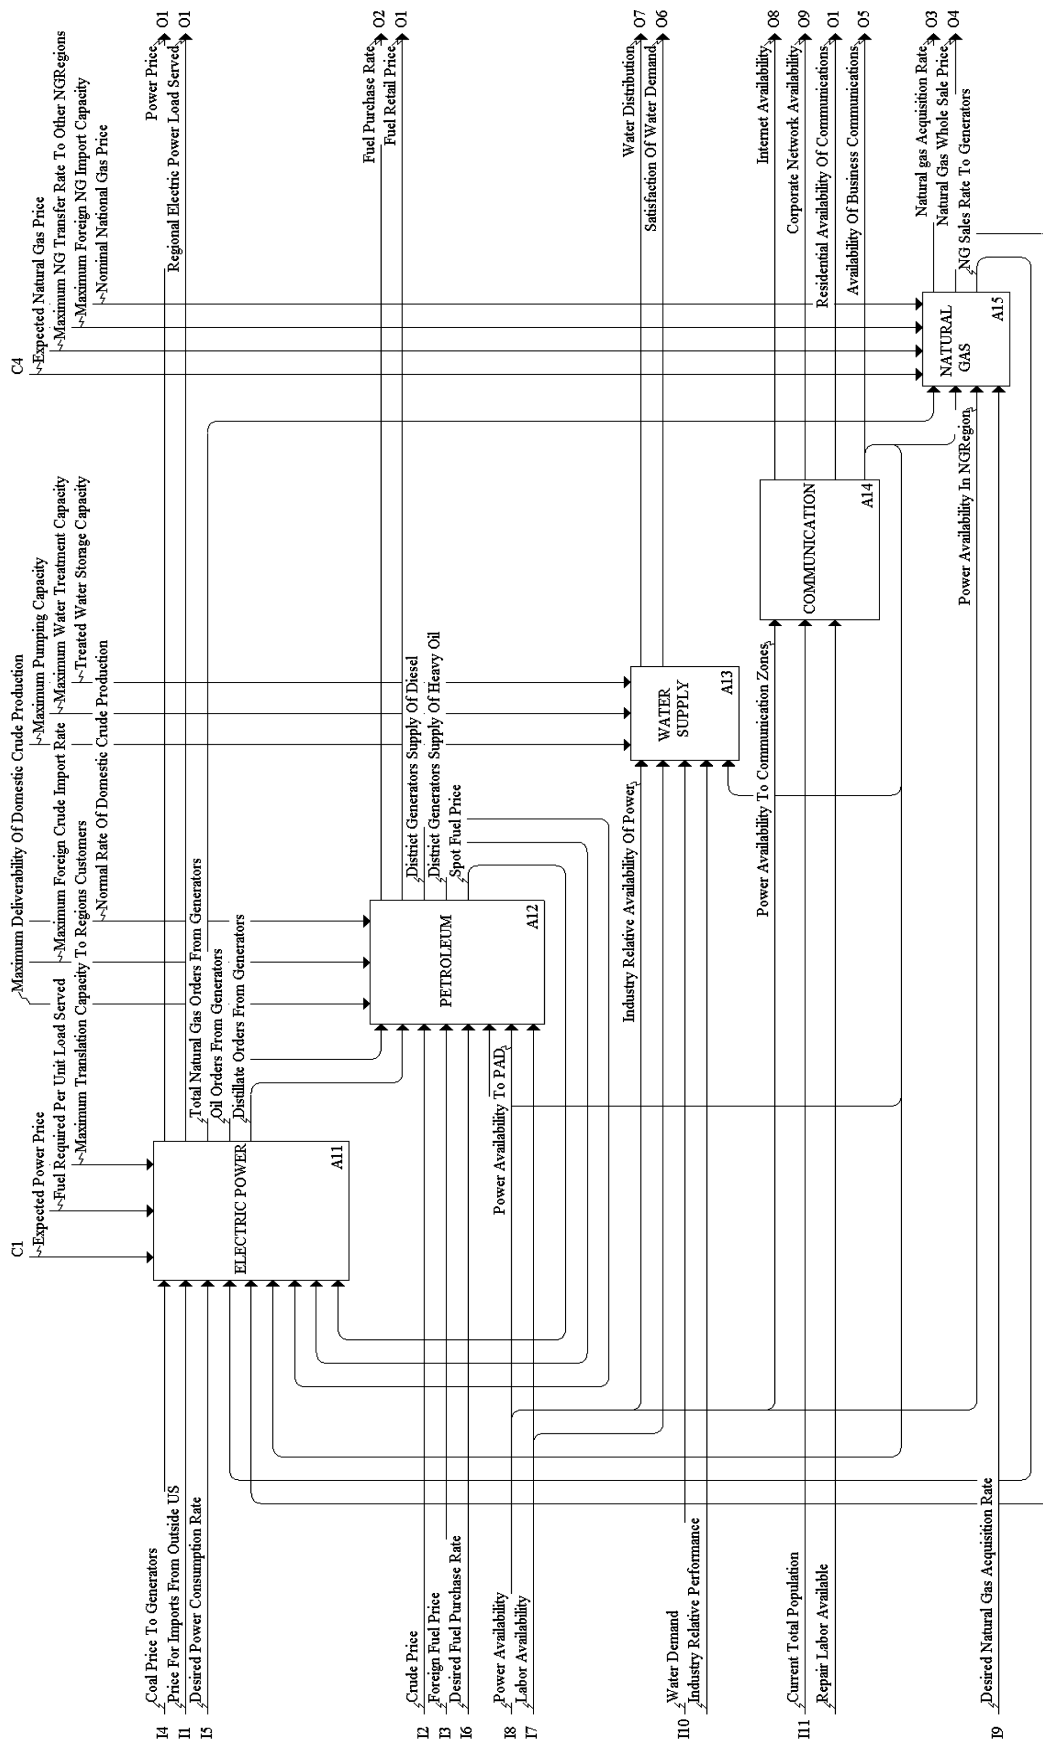 C1
Expected Power Price
Fuel Required Per Unit Load Served
Maximum Translation Capacity To Regions Customers
Maximum Deliverability Of Domestic Crude Production
Maximum Foreign Crude Import Rate
Normal Rate Of Domestic Crude Production
Maximum Pumping Capacity
Maximum Water Treatment Capacity
Treated Water Storage Capacity
C4
Expected Natural Gas Price
Maximum NG Transfer Rate To Other NGRegions
Maximum Foreign NG Import Capacity
Nominal National Gas Price
I4
Coal Price To Generators
I1
Price For Imports From Outside US
I5
Desired Power Consumption Rate
ELECTRIC POWER
A11
Total Natural Gas Orders From Generators
Oil Orders From Generators
Distillate Orders From Generators
Power Price
O1
Regional Electric Power Load Served
O1
I2
Crude Price
I3
Foreign Fuel Price
I6
Desired Fuel Purchase Rate
I8
Power Availability
I7
Labor Availability
Power Availability To PAD
PETROLEUM
A12
District Generators Supply Of Diesel
District Generators Supply Of Heavy Oil
Spot Fuel Price
Fuel Purchase Rate
O2
Fuel Retail Price
O1
I10
Water Demand
Industry Relative Performance
Industry Relative Availability Of Power
WATER
SUPPLY
A13
Water Distribution
O7
Satisfaction Of Water Demand
O6
I11
Current Total Population
Repair Labor Available
Power Availability To Communication Zones
COMMUNICATION
A14
Internet Availability
O8
Corporate Network Availability
O9
Residential Availability Of Communications
O1
Availability Of Business Communications
O5
I9
Desired Natural Gas Acquisition Rate
Power Availability In NGRegion
NATURAL
GAS
A15
Natural gas Acquisition Rate
O3
Natural Gas Whole Sale Price
O4
NG Sales Rate To Generators